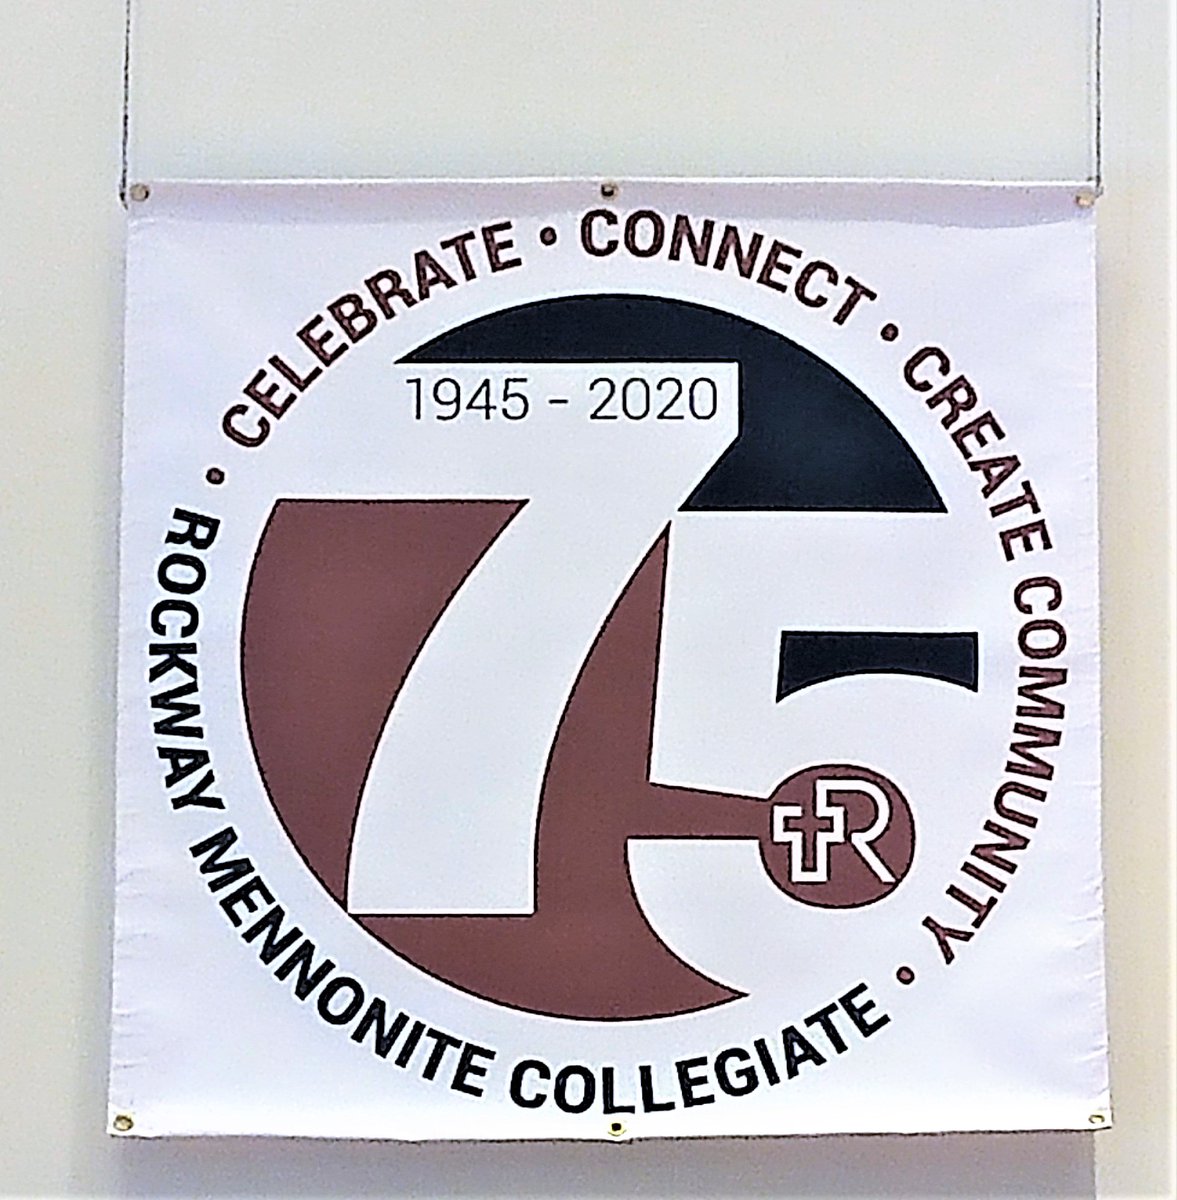 • CELEBRATE • CONNECT • CREATE COMMUNITY •
1945 - 2020
75
R
ROCKWAY MENNONITE COLLEGIATE